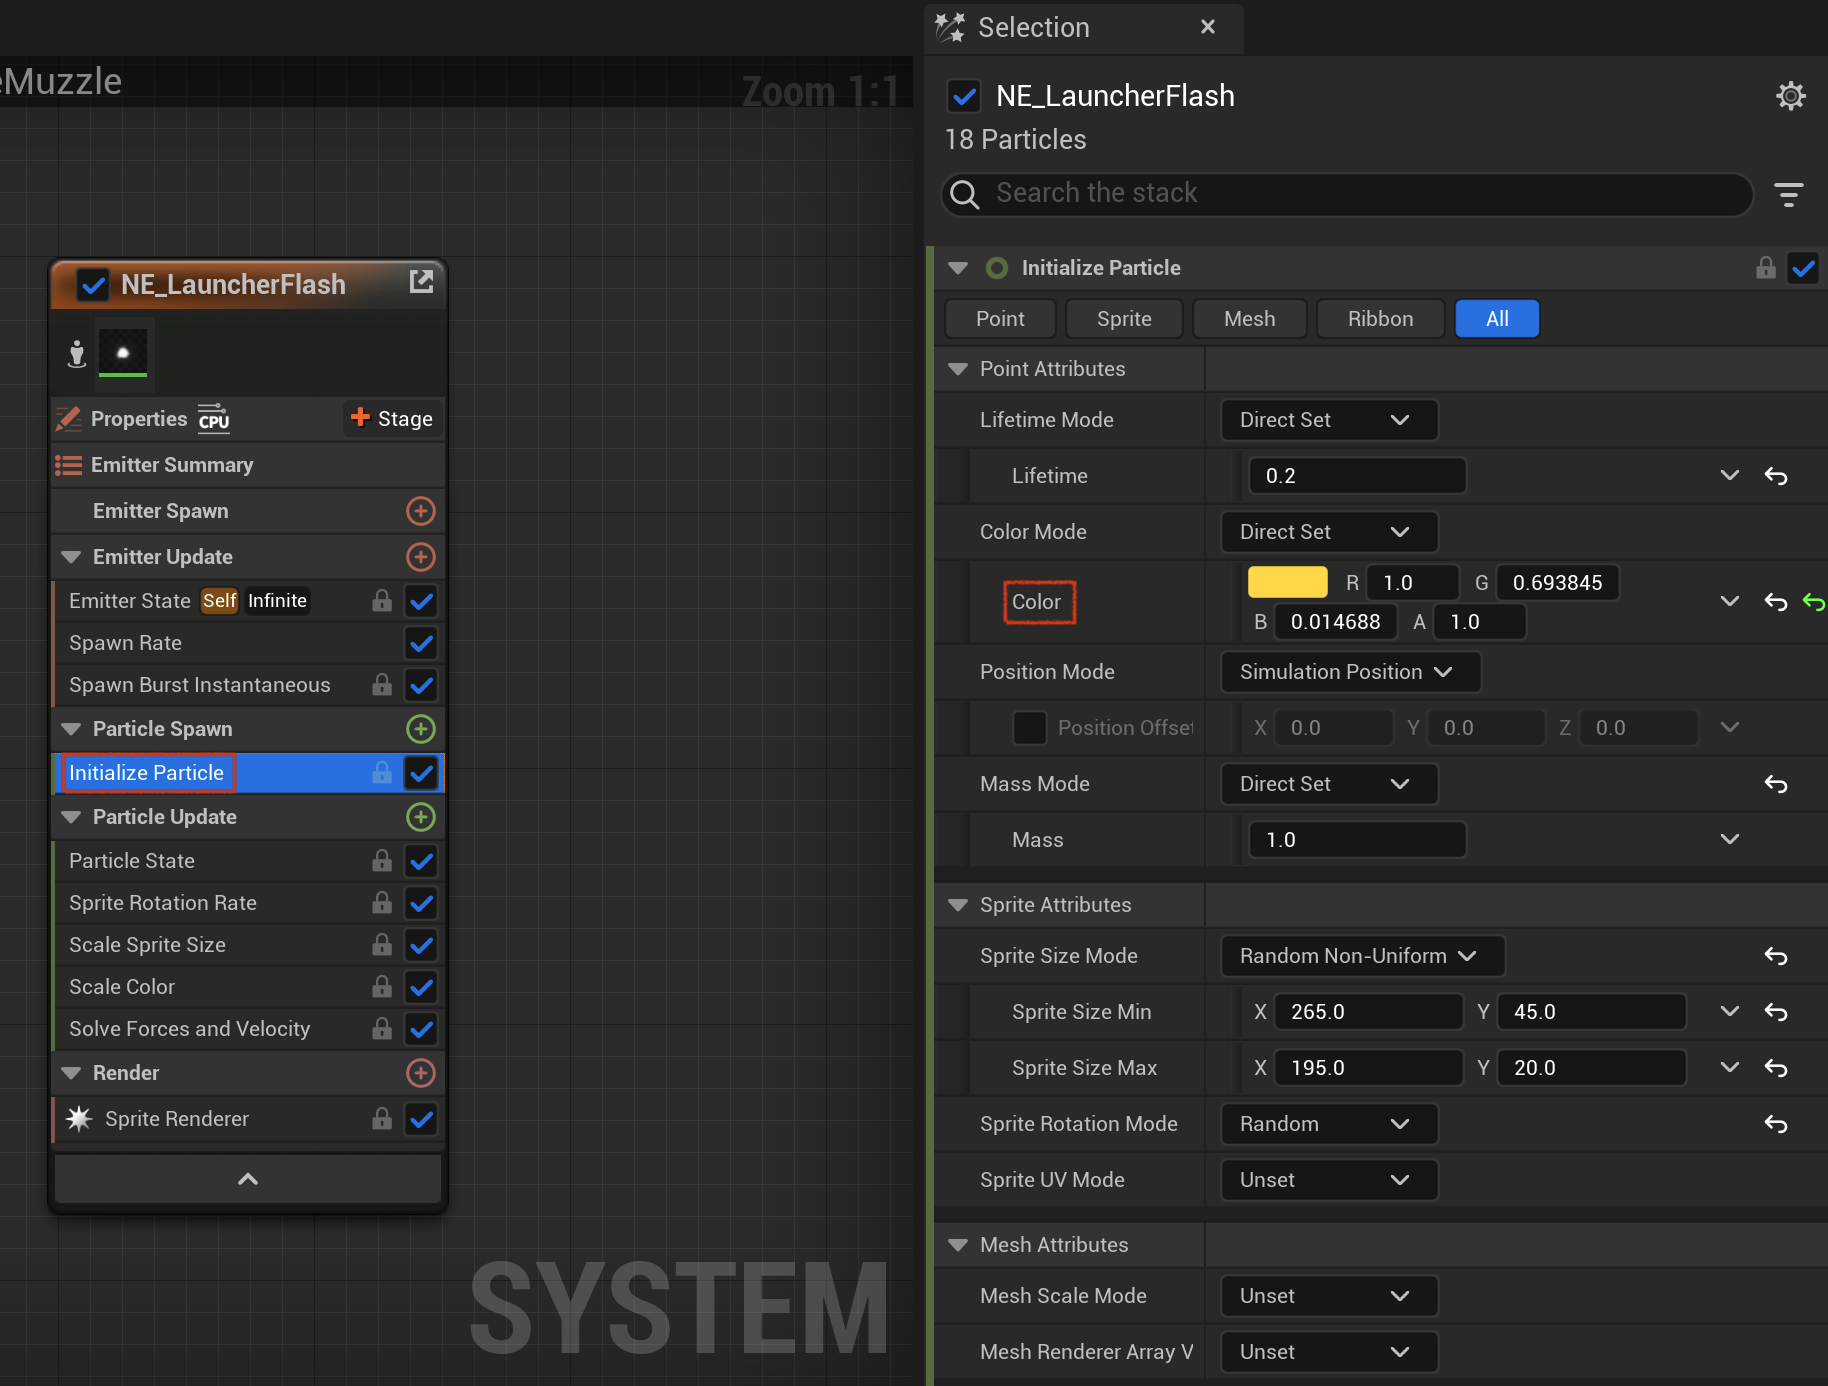 eMuzzle
Zoom 1:1
NE_LauncherFlash
Properties CPU Stage
Emitter Summary
Emitter Spawn
Emitter Update
Emitter State Self Infinite
Spawn Rate
Spawn Burst Instantaneous
Particle Spawn
Initialize Particle
Particle Update
Particle State
Sprite Rotation Rate
Scale Sprite Size
Scale Color
Solve Forces and Velocity
Render
Sprite Renderer
SYSTEM
Selection
NE_LauncherFlash
18 Particles
Search the stack
Initialize Particle
Point Sprite Mesh Ribbon All
Point Attributes
Lifetime Mode Direct Set
Lifetime 0.2
Color Mode Direct Set
Color R 1.0 G 0.693845
B 0.014688 A 1.0
Position Mode Simulation Position
Position Offset X 0.0 Y 0.0 Z 0.0
Mass Mode Direct Set
Mass 1.0
Sprite Attributes
Sprite Size Mode Random Non-Uniform
Sprite Size Min X 265.0 Y 45.0
Sprite Size Max X 195.0 Y 20.0
Sprite Rotation Mode Random
Sprite UV Mode Unset
Mesh Attributes
Mesh Scale Mode Unset
Mesh Renderer Array V Unset